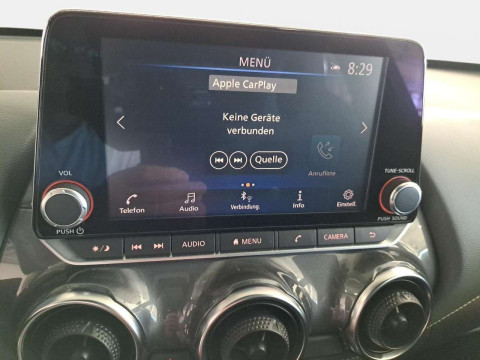 MENÜ
8:29
Apple CarPlay
Keine Geräte
verbunden
Quelle
Anrufliste
VOL
TUNE•SCROLL
Telefon
Audio
Verbindung.
Info
Einstell.
PUSH
PUSH SOUND
AUDIO
MENU
CAMERA